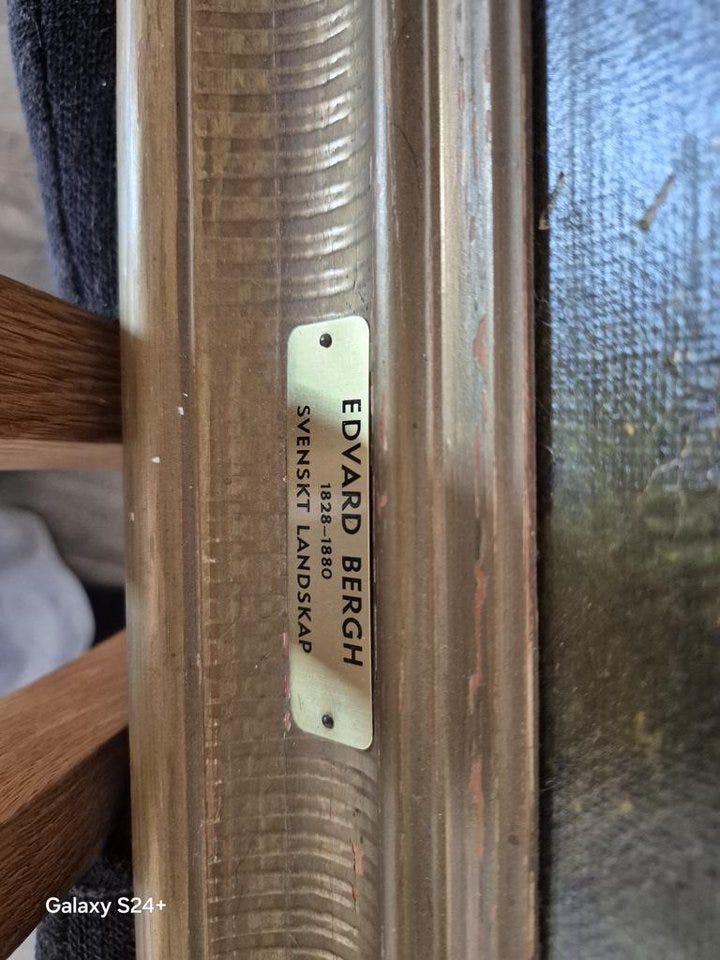 EDVARD BERGH
1828–1880
SVENSKT LANDSKAP
Galaxy S24+